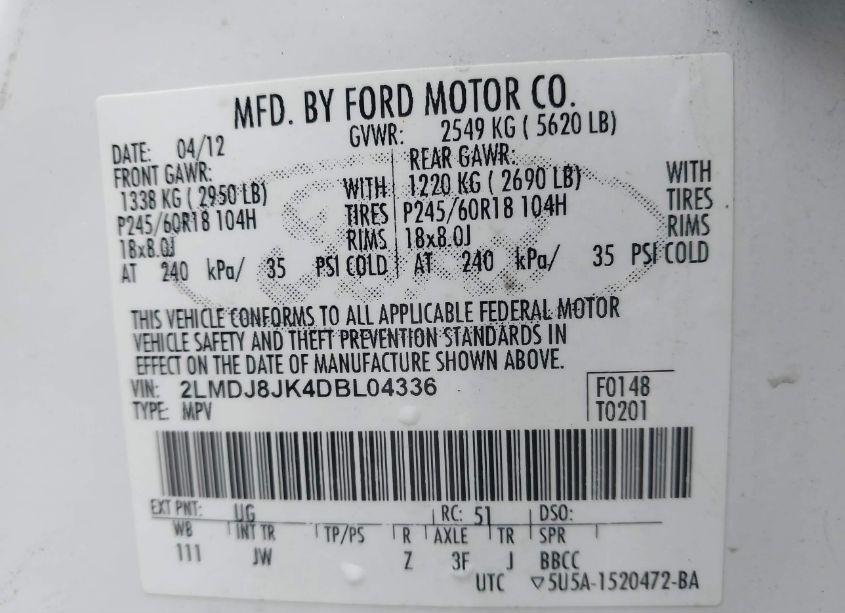 MFD. BY FORD MOTOR CO.
DATE: 04/12 GVWR: 2549 KG ( 5620 LB)
FRONT GAWR: REAR GAWR:
1338 KG ( 2950 LB) WITH 1220 KG ( 2690 LB) WITH
P245/60R18 104H TIRES P245/60R18 104H TIRES
18x8.0J RIMS 18x8.0J RIMS
AT 240 kPa/ 35 PSI COLD AT 240 kPa/ 35 PSI COLD
THIS VEHICLE CONFORMS TO ALL APPLICABLE FEDERAL MOTOR
VEHICLE SAFETY AND THEFT PREVENTION STANDARDS IN
EFFECT ON THE DATE OF MANUFACTURE SHOWN ABOVE.
VIN: 2LMDJ8JK4DBL04336 F0148
TYPE: MPV T0201
EXT PNT: UG RC: 51 DSO:
WB INT TR TP/PS R AXLE TR SPR
111 JW Z 3F J BBCC
UTC ▽5U5A-1520472-BA